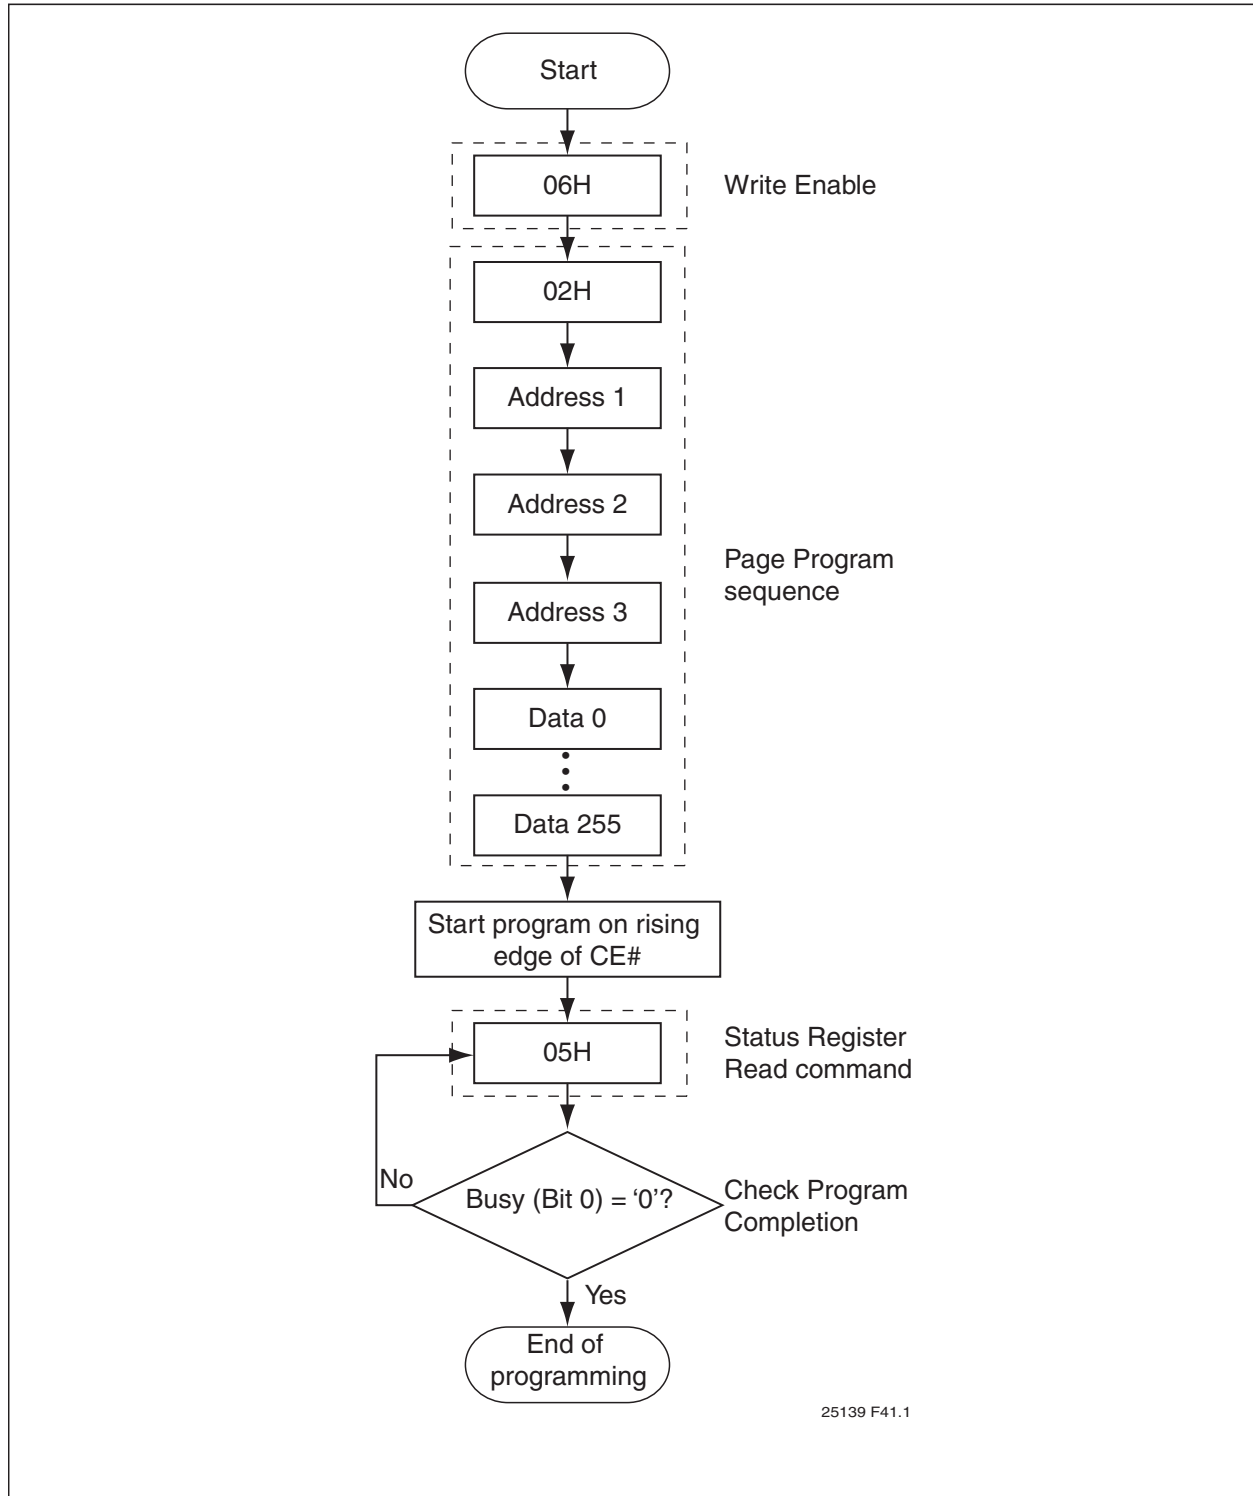 Start
06H
Write Enable
02H
Address 1
Address 2
Address 3
Page Program
sequence
Data 0
Data 255
Start program on rising
edge of CE#
05H
Status Register
Read command
No
Busy (Bit 0) = ‘0’?
Check Program
Completion
Yes
End of
programming
25139 F41.1